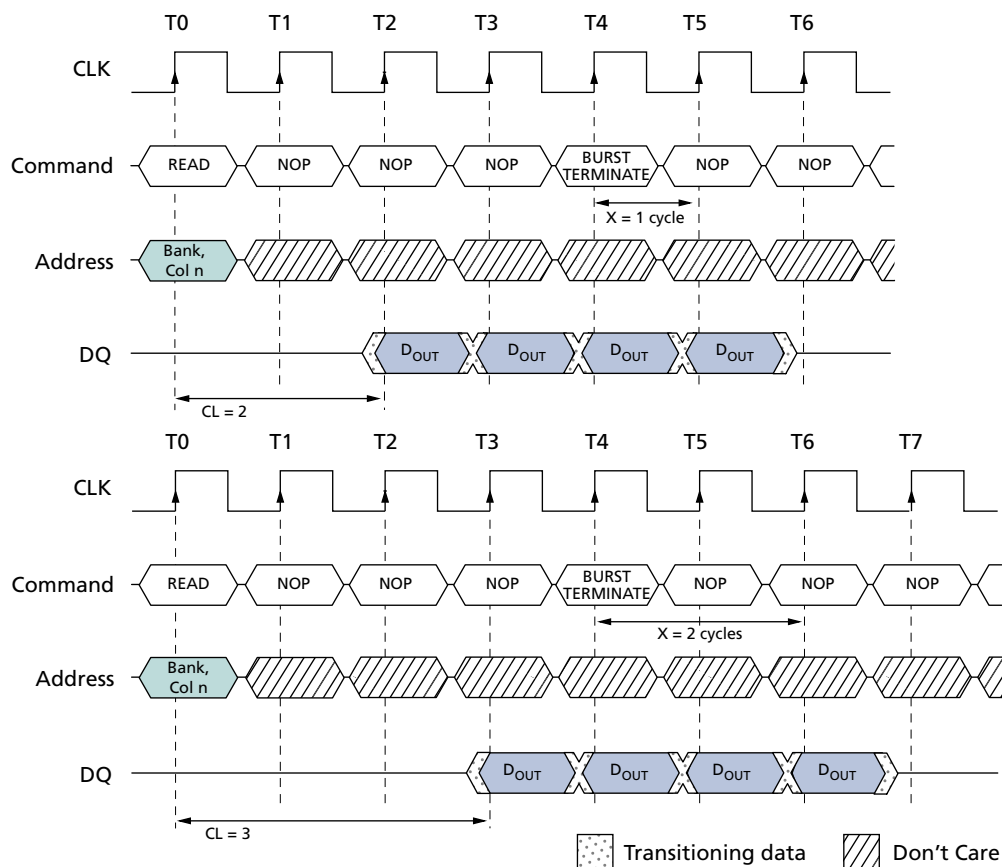 T0 T1 T2 T3 T4 T5 T6
CLK
Command READ NOP NOP NOP BURST TERMINATE NOP NOP
X = 1 cycle
Address Bank, Col n
DQ DOUT DOUT DOUT DOUT
CL = 2
T0 T1 T2 T3 T4 T5 T6 T7
CLK
Command READ NOP NOP NOP BURST TERMINATE NOP NOP NOP
X = 2 cycles
Address Bank, Col n
DQ DOUT DOUT DOUT DOUT
CL = 3
Transitioning data Don't Care